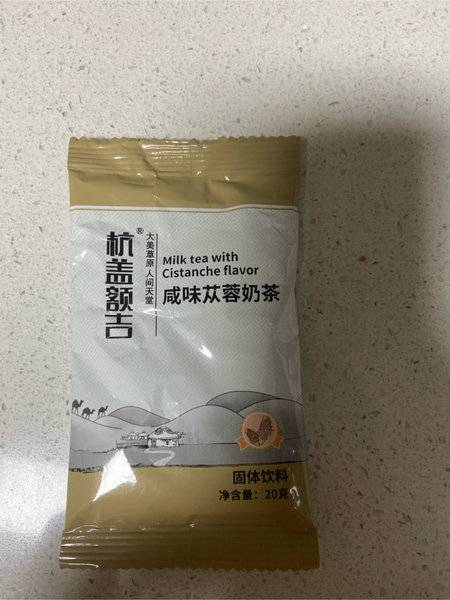 杭盖额吉®
大美草原 人间天堂
Milk tea with
Cistanche flavor
咸味苁蓉奶茶
固体饮料
净含量：20克